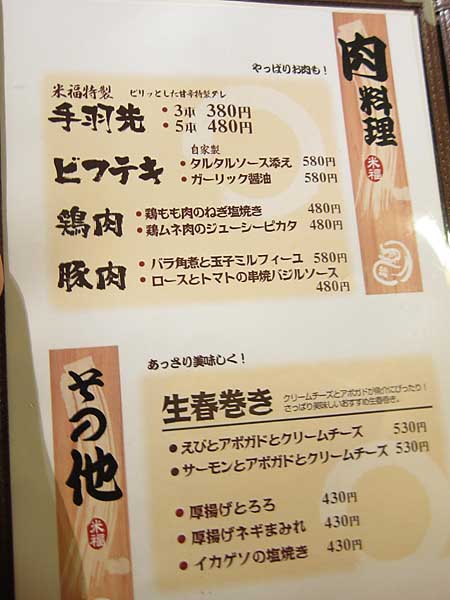 やっぱりお肉も！
肉料理
米福
米福特製 ピリッとした甘辛特製ダレ
手羽先
・3本 380円
・5本 480円
自家製
ビフテキ
・タルタルソース添え 580円
・ガーリック醤油 580円
鶏肉
・鶏もも肉のねぎ塩焼き 480円
・鶏ムネ肉のジューシーピカタ 480円
豚肉
・バラ角煮と玉子ミルフィーユ 580円
・ロースとトマトの串焼バジルソース
480円
その他
米福
あっさり美味しく！
生春巻き
クリームチーズとアボガドが絶妙にぴったり！
さっぱり美味しいおすすめ生春巻き。
・えびとアボガドとクリームチーズ 530円
・サーモンとアボガドとクリームチーズ 530円
・厚揚げとろろ 430円
・厚揚げネギまみれ 430円
・イカゲソの塩焼き 430円